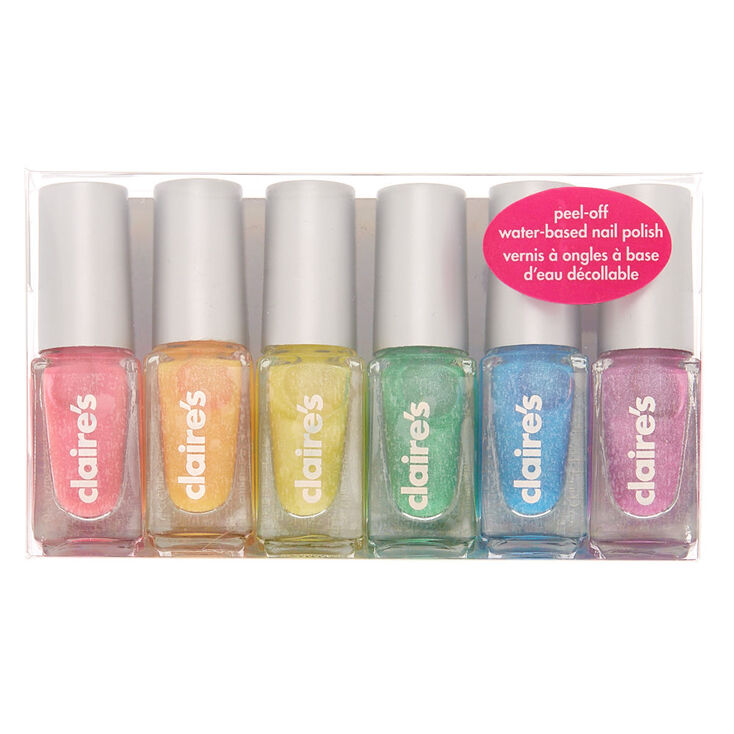 peel-off
water-based nail polish
vernis à ongles à base
d'eau décollable
claire's
claire's
claire's
claire's
claire's
claire's